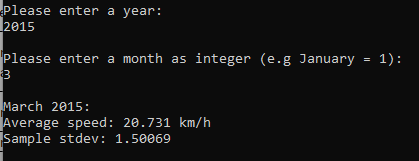 Please enter a year:
2015
Please enter a month as integer (e.g January = 1):
3
March 2015:
Average speed: 20.731 km/h
Sample stdev: 1.50069